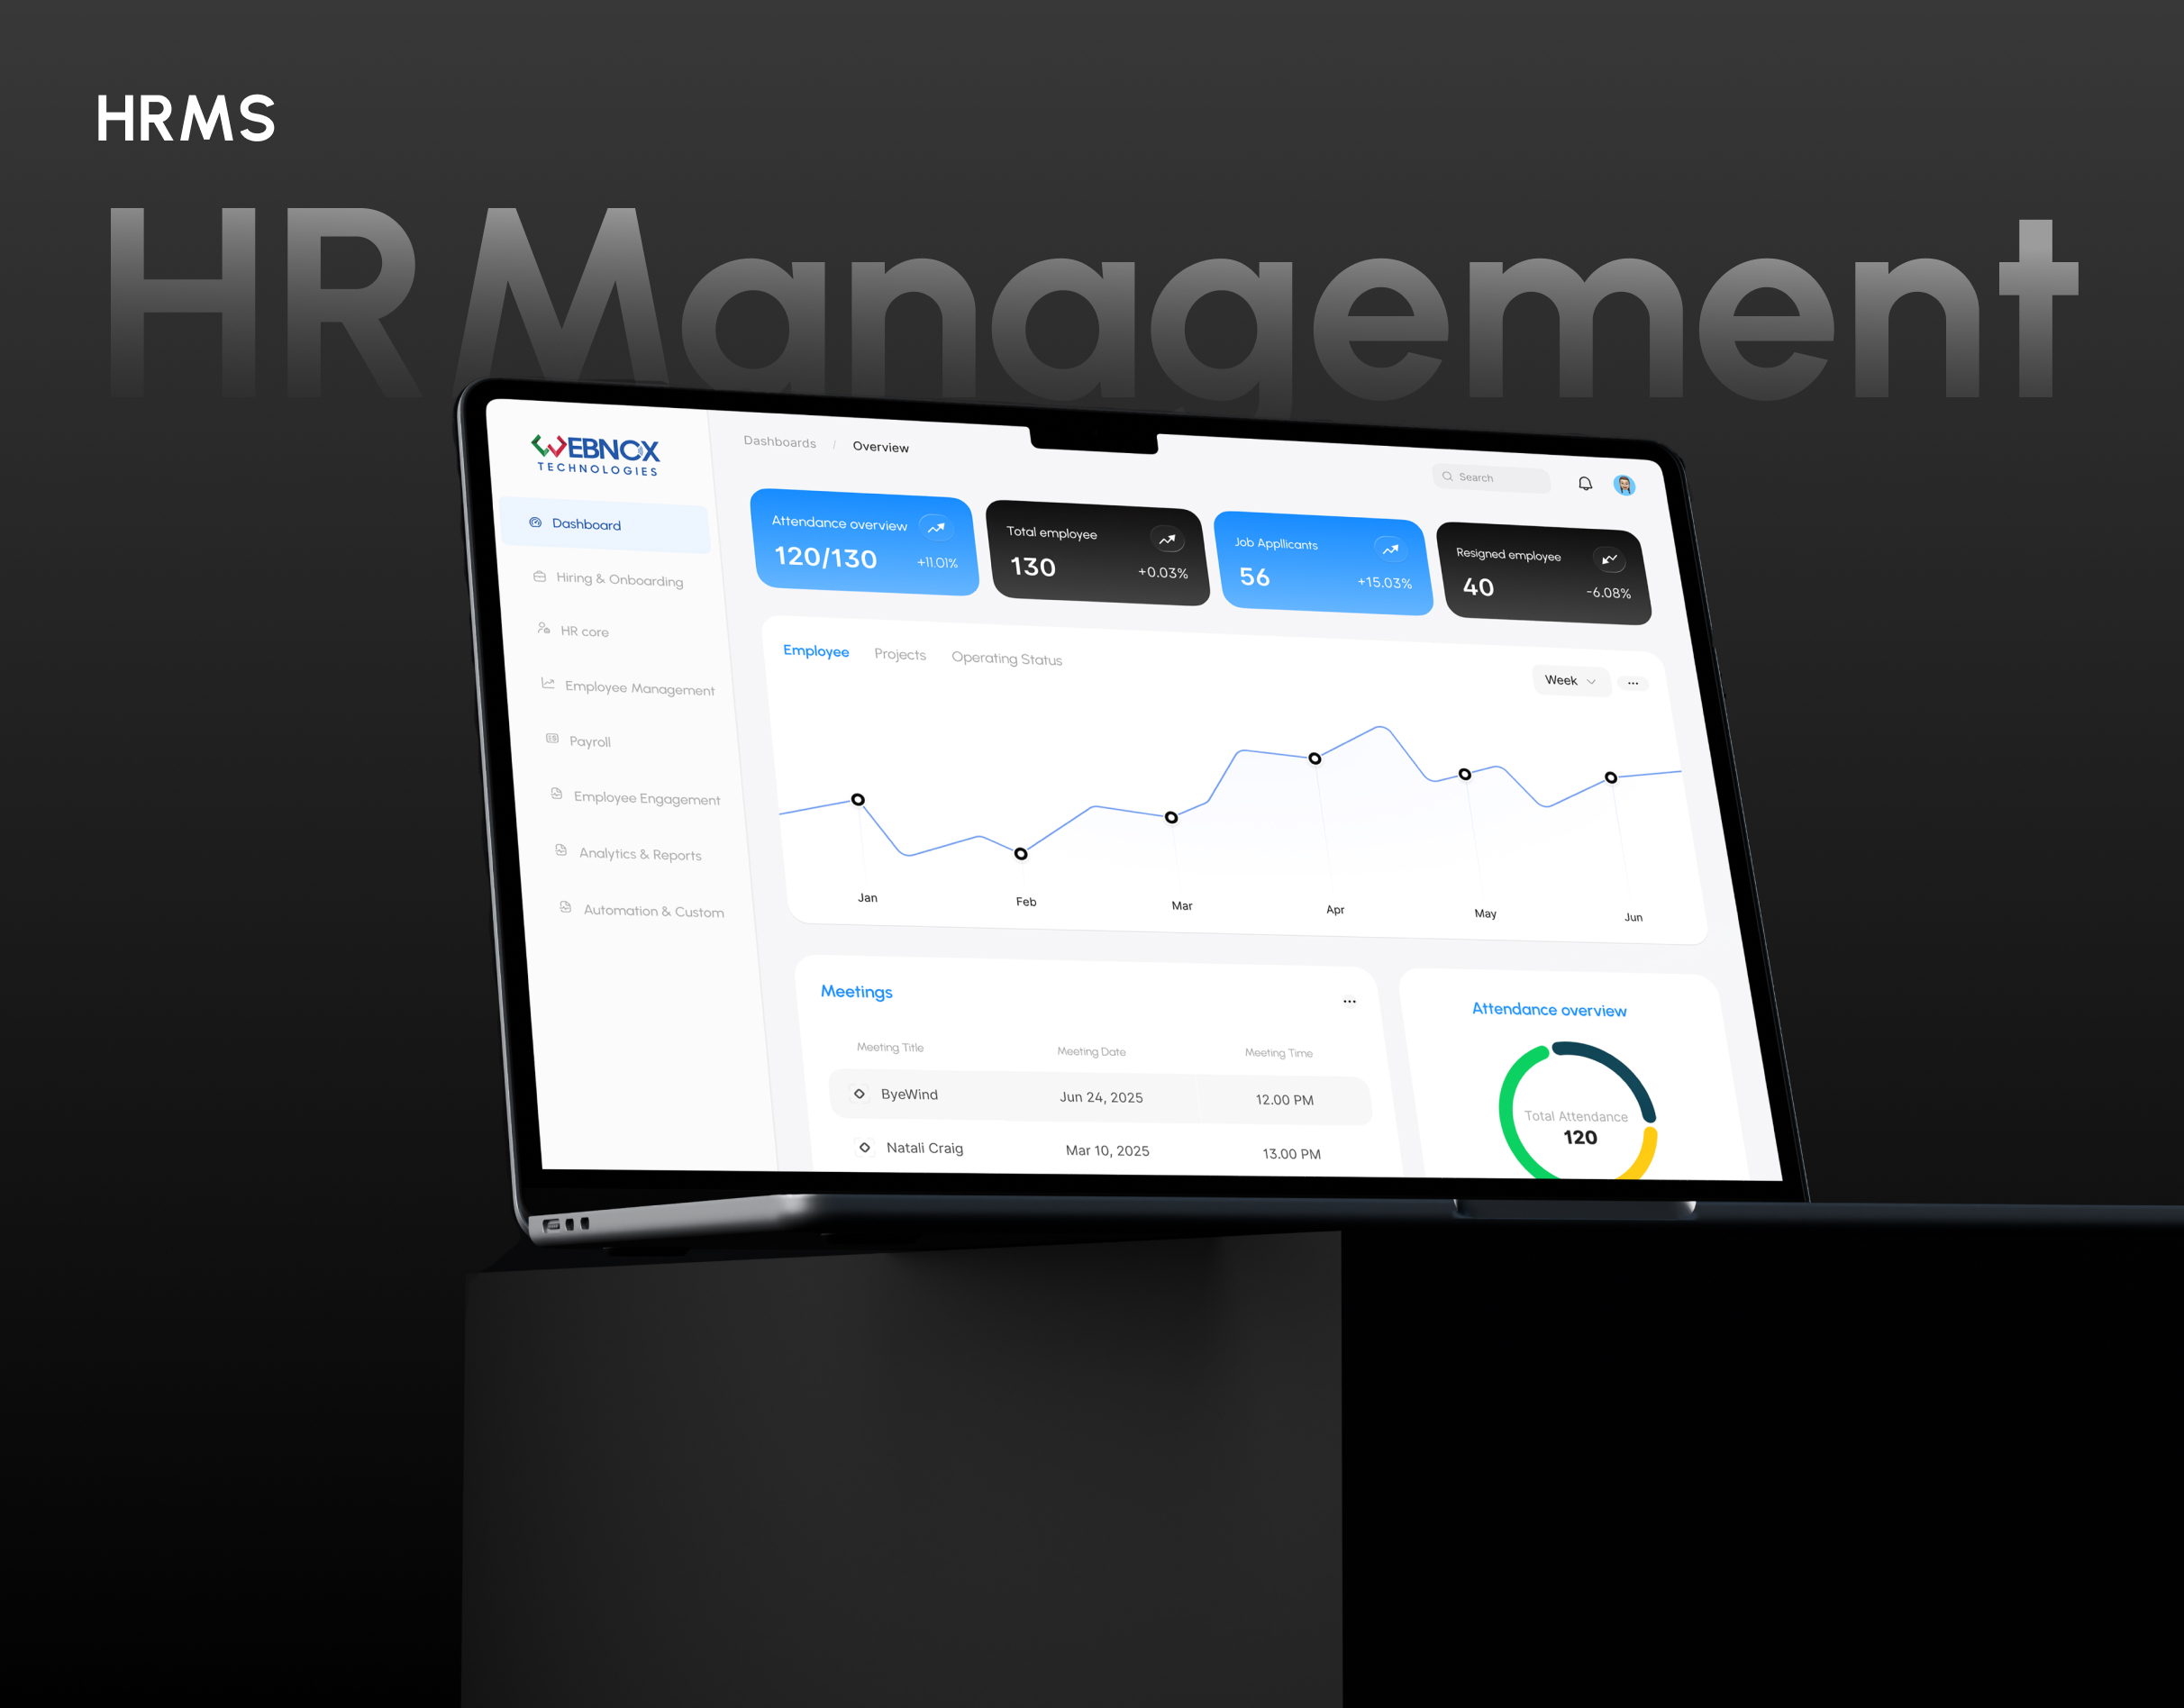 HRMS
HR Management
WEBNOX
TECHNOLOGIES
Dashboards / Overview
Search
Dashboard
Hiring & Onboarding
HR core
Employee Management
Payroll
Employee Engagement
Analytics & Reports
Automation & Custom
Attendance overview
120/130
+11.01%
Total employee
130
+0.03%
Job Appllicants
56
+15.03%
Resigned employee
40
-6.08%
Employee Projects Operating Status
Week
Jan Feb Mar Apr May Jun
Meetings
Meeting Title Meeting Date Meeting Time
ByeWind Jun 24, 2025 12.00 PM
Natali Craig Mar 10, 2025 13.00 PM
Attendance overview
Total Attendance
120